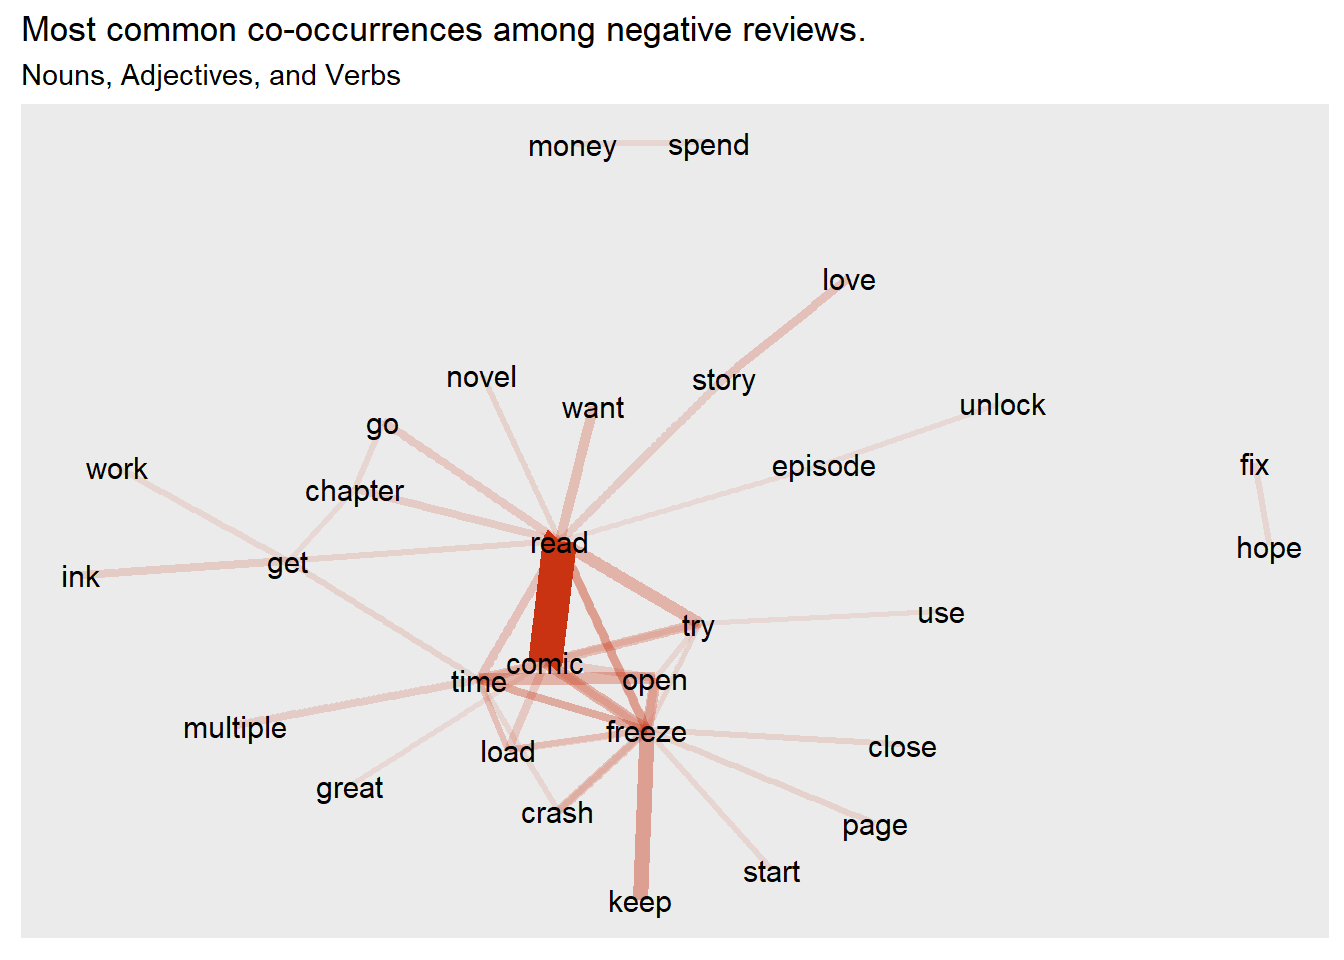 Most common co-occurrences among negative reviews.
Nouns, Adjectives, and Verbs
money spend
love
novel
story
want
unlock
go
work
episode
fix
chapter
read
hope
get
ink
use
try
comic
time
open
multiple
freeze
close
load
great
crash
page
start
keep